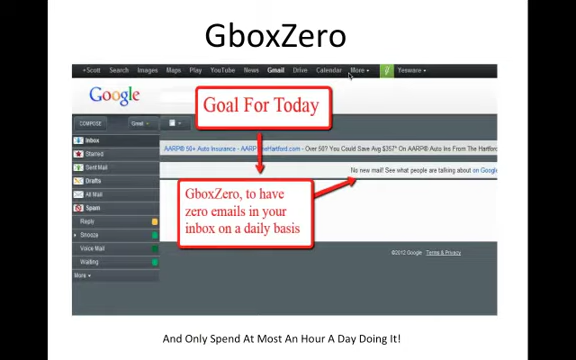 GboxZero
+Scott Search Images Maps Play YouTube News Gmail Drive Calendar More Yesware
Google
Goal For Today
COMPOSE Gmail
Inbox
AARP® 50+ Auto Insurance - AARP.TheHartford.com - Over 50? You Could Save Avg $357* On AARP® Auto Ins From The Hartford
Starred
Sent Mail
No new mail! See what people are talking about on Google
Drafts
All Mail
Spam
Reply
Snooze
Voice Mail
Waiting
More
GboxZero, to have
zero emails in your
inbox on a daily basis
©2012 Google Terms & Privacy
And Only Spend At Most An Hour A Day Doing It!